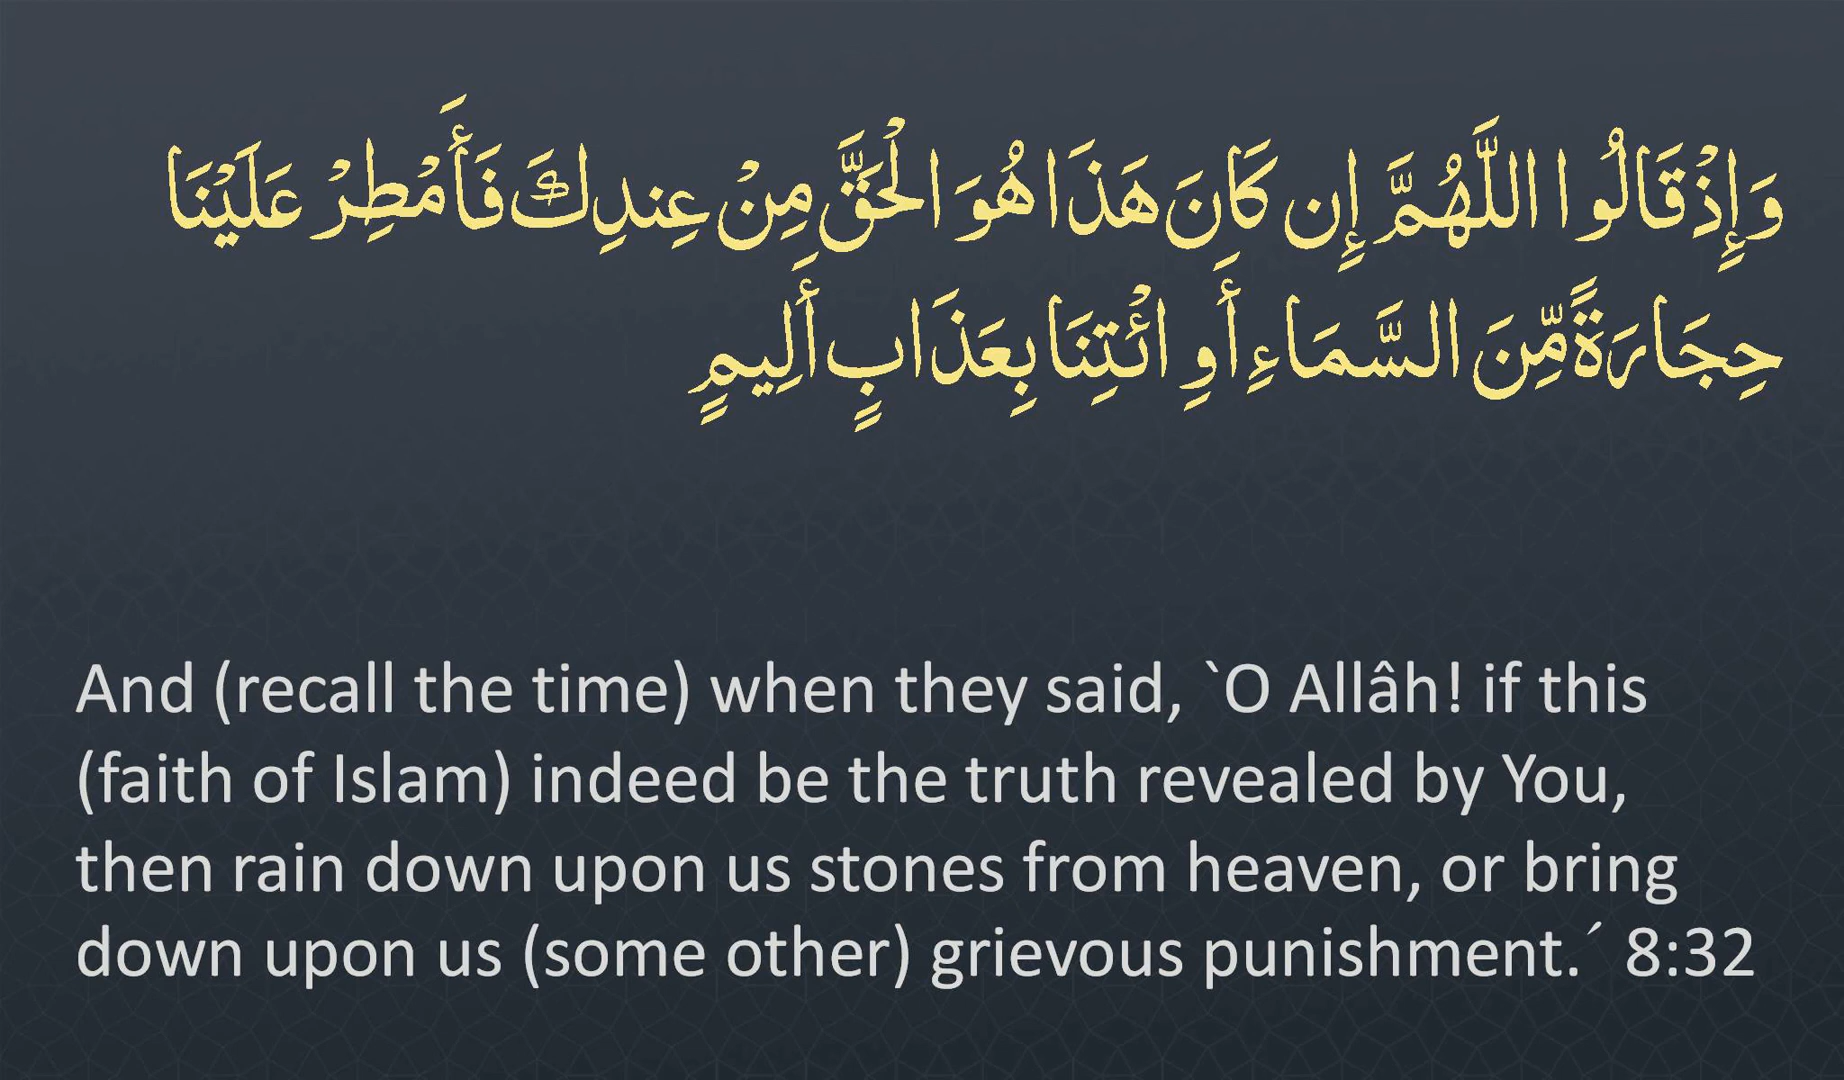 وَإِذْ قَالُوا اللَّهُمَّ إِن كَانَ هَذَا هُوَ الْحَقَّ مِنْ عِندِكَ فَأَمْطِرْ عَلَيْنَا
حِجَارَةً مِّنَ السَّمَاءِ أَوِ ائْتِنَا بِعَذَابٍ أَلِيمٍ
And (recall the time) when they said, `O Allâh! if this
(faith of Islam) indeed be the truth revealed by You,
then rain down upon us stones from heaven, or bring
down upon us (some other) grievous punishment.´ 8:32